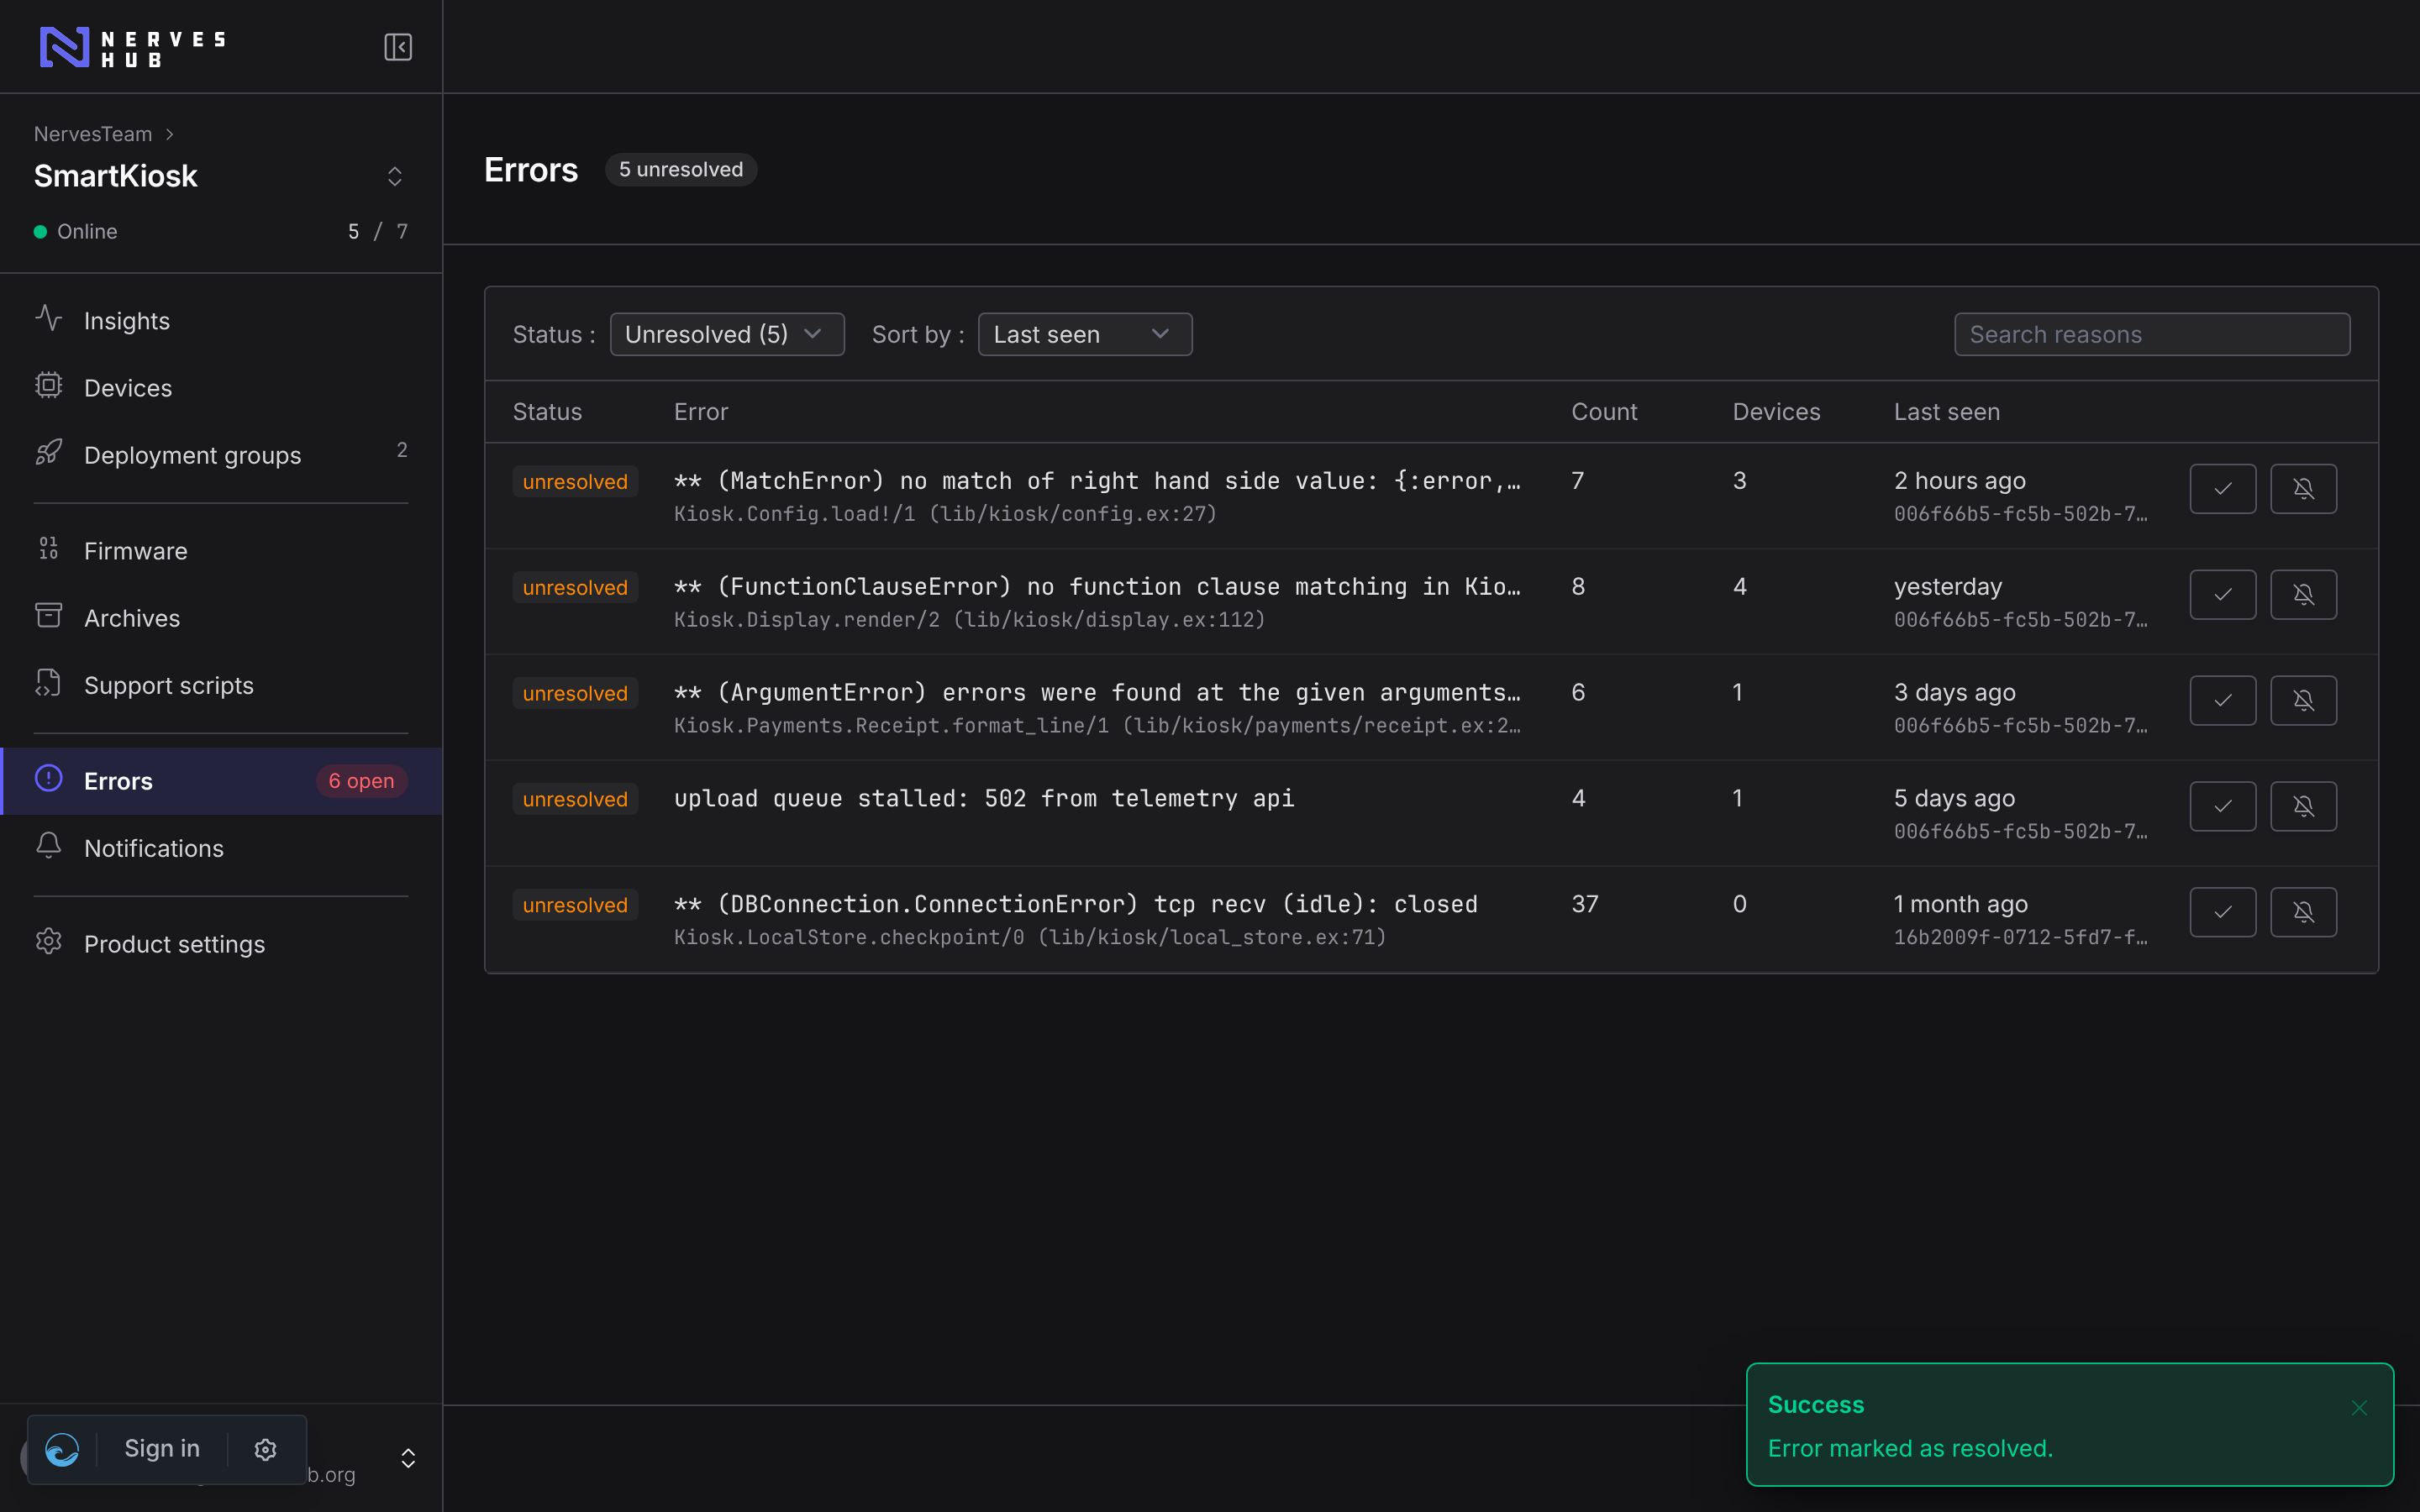 NERVES
HUB
NervesTeam
SmartKiosk
Online
5 / 7
Insights
Devices
Deployment groups
2
Firmware
Archives
Support scripts
Errors
6 open
Notifications
Product settings
Sign in
b.org
Errors
5 unresolved
Status :
Unresolved (5)
Sort by :
Last seen
Search reasons
Status
Error
Count
Devices
Last seen
unresolved
** (MatchError) no match of right hand side value: {:error,…
Kiosk.Config.load!/1 (lib/kiosk/config.ex:27)
7
3
2 hours ago
006f66b5-fc5b-502b-7…
unresolved
** (FunctionClauseError) no function clause matching in Kio…
Kiosk.Display.render/2 (lib/kiosk/display.ex:112)
8
4
yesterday
006f66b5-fc5b-502b-7…
unresolved
** (ArgumentError) errors were found at the given arguments…
Kiosk.Payments.Receipt.format_line/1 (lib/kiosk/payments/receipt.ex:2…
6
1
3 days ago
006f66b5-fc5b-502b-7…
unresolved
upload queue stalled: 502 from telemetry api
4
1
5 days ago
006f66b5-fc5b-502b-7…
unresolved
** (DBConnection.ConnectionError) tcp recv (idle): closed
Kiosk.LocalStore.checkpoint/0 (lib/kiosk/local_store.ex:71)
37
0
1 month ago
16b2009f-0712-5fd7-f…
Success
Error marked as resolved.